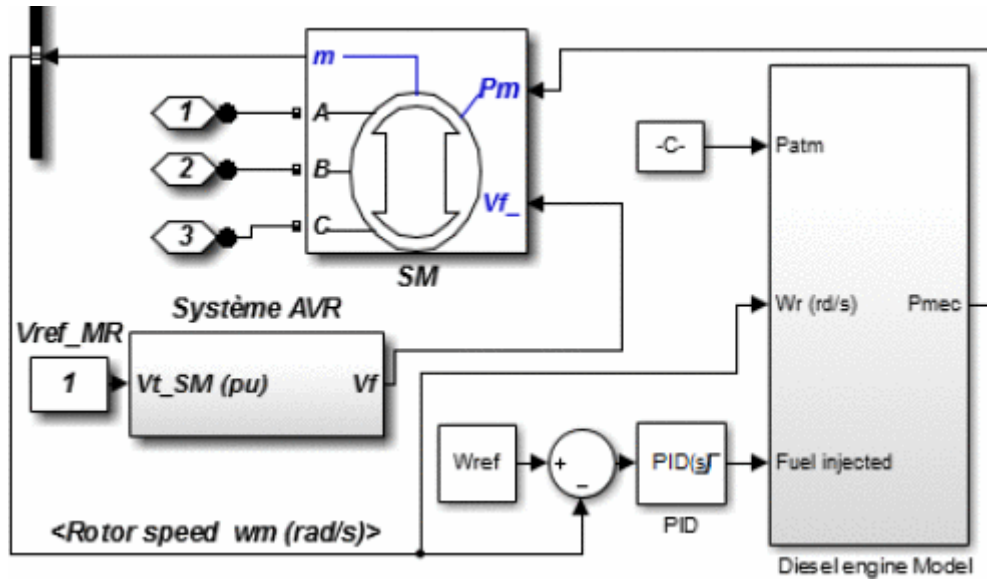 m
Pm
1
A
-C-
Patm
2
B
Vf_
3
C
SM
Système AVR
Wr (rd/s)
Pmec
Vref_MR
1
Vt_SM (pu)
Vf
Wref
+
−
PID(s)
Fuel injected
PID
<Rotor speed wm (rad/s)>
Diesel engine Model